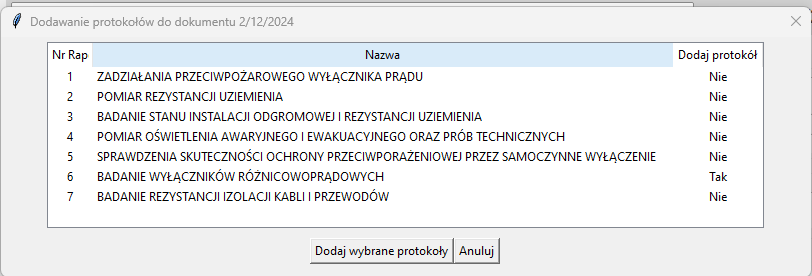 Dodawanie protokołów do dokumentu 2/12/2024
Nr Rap Nazwa Dodaj protokół
1 ZADZIAŁANIA PRZECIWPOŻAROWEGO WYŁĄCZNIKA PRĄDU Nie
2 POMIAR REZYSTANCJI UZIEMIENIA Nie
3 BADANIE STANU INSTALACJI ODGROMOWEJ I REZYSTANCJI UZIEMIENIA Nie
4 POMIAR OŚWIETLENIA AWARYJNEGO I EWAKUACYJNEGO ORAZ PRÓB TECHNICZNYCH Nie
5 SPRAWDZENIA SKUTECZNOŚCI OCHRONY PRZECIWPORAŻENIOWEJ PRZEZ SAMOCZYNNE WYŁĄCZENIE Nie
6 BADANIE WYŁĄCZNIKÓW RÓŻNICOWOPRĄDOWYCH Tak
7 BADANIE REZYSTANCJI IZOLACJI KABLI I PRZEWODÓW Nie
Dodaj wybrane protokoły Anuluj